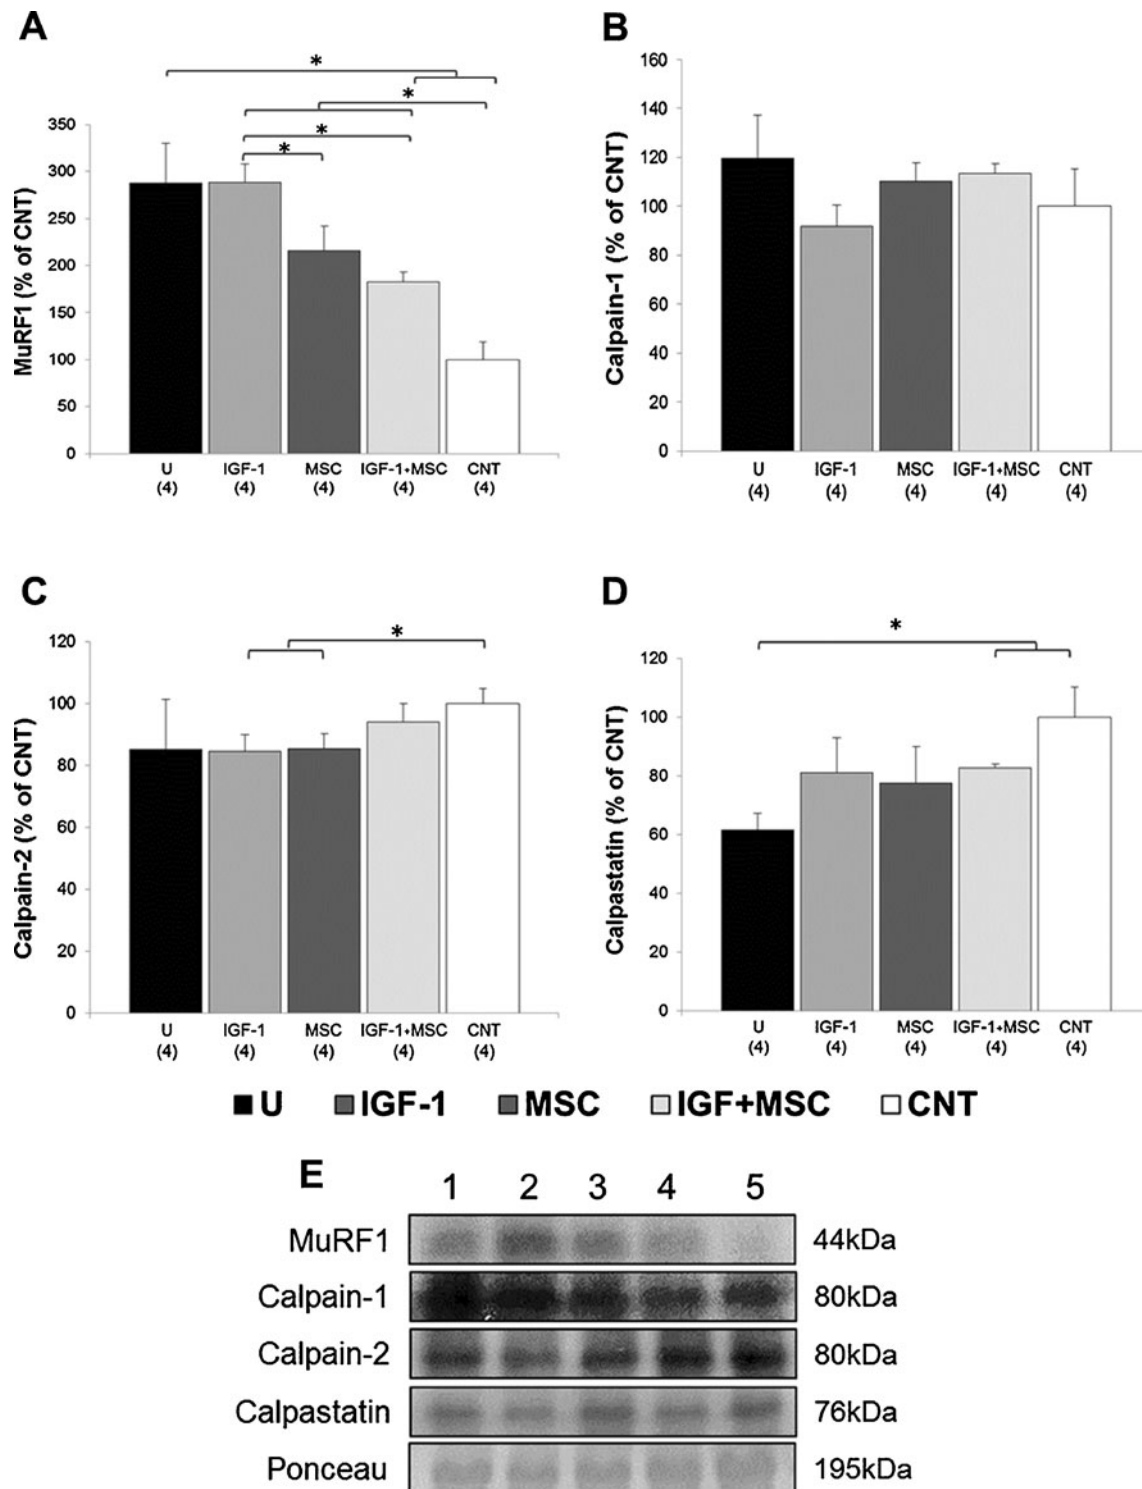 A
*
*
*
*
MuRF1 (% of CNT)
350
300
250
200
150
100
50
0
U IGF-1 MSC IGF-1+MSC CNT
(4) (4) (4) (4) (4)
B
Calpain-1 (% of CNT)
160
140
120
100
80
60
40
20
0
U IGF-1 MSC IGF-1+MSC CNT
(4) (4) (4) (4) (4)
C
*
Calpain-2 (% of CNT)
120
100
80
60
40
20
0
U IGF-1 MSC IGF-1+MSC CNT
(4) (4) (4) (4) (4)
D
*
Calpastatin (% of CNT)
120
100
80
60
40
20
0
U IGF-1 MSC IGF-1+MSC CNT
(4) (4) (4) (4) (4)
U IGF-1 MSC IGF+MSC CNT
E 1 2 3 4 5
MuRF1 44kDa
Calpain-1 80kDa
Calpain-2 80kDa
Calpastatin 76kDa
Ponceau 195kDa